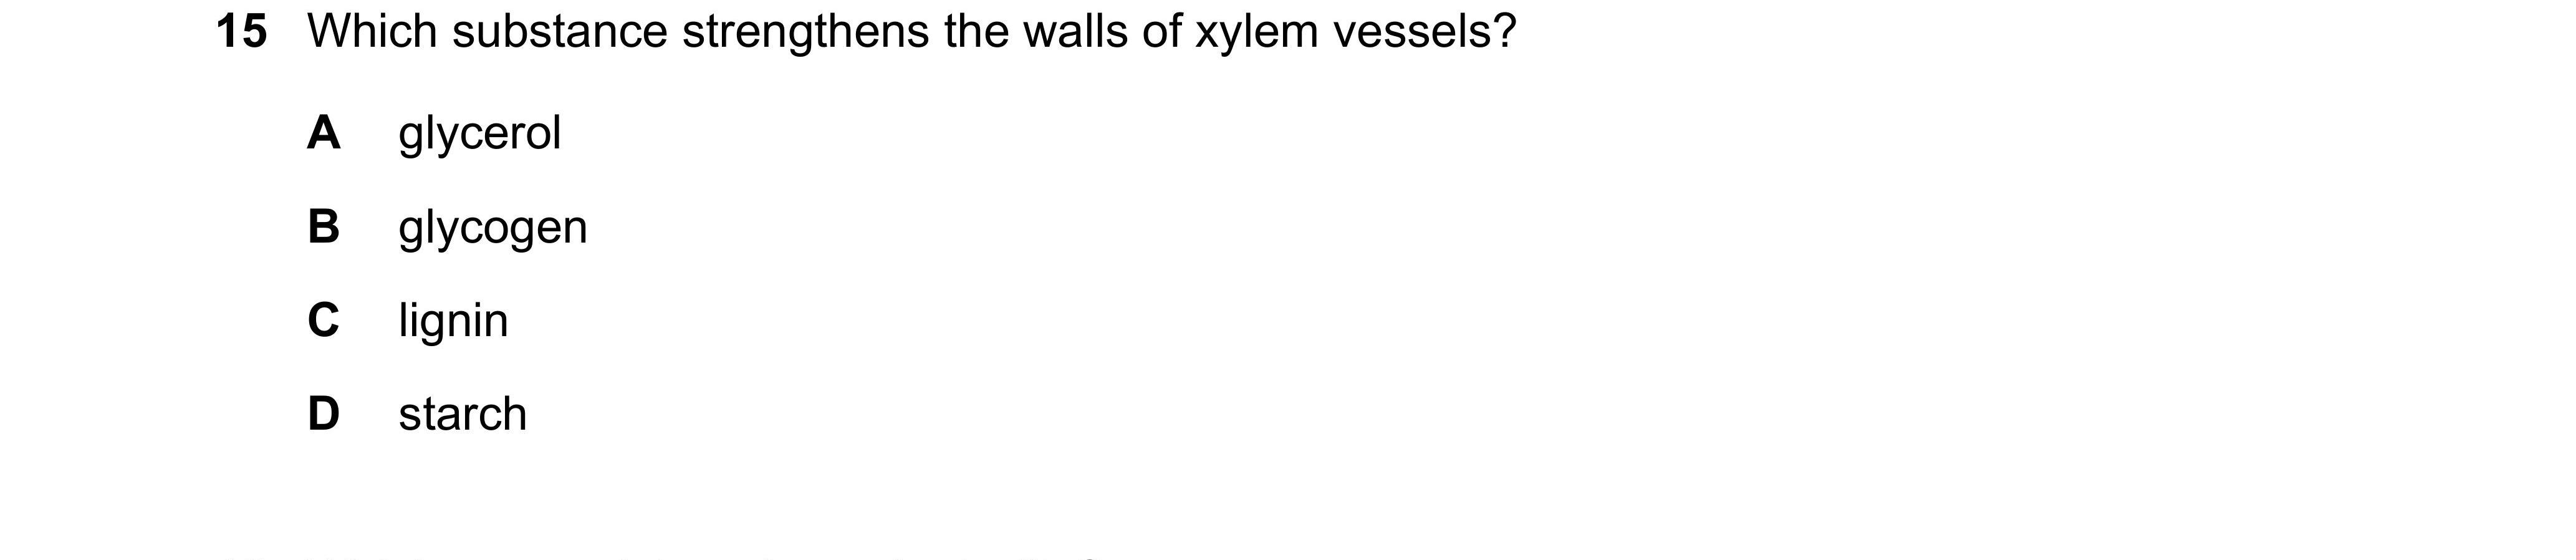 15 Which substance strengthens the walls of xylem vessels?
A glycerol
B glycogen
C lignin
D starch